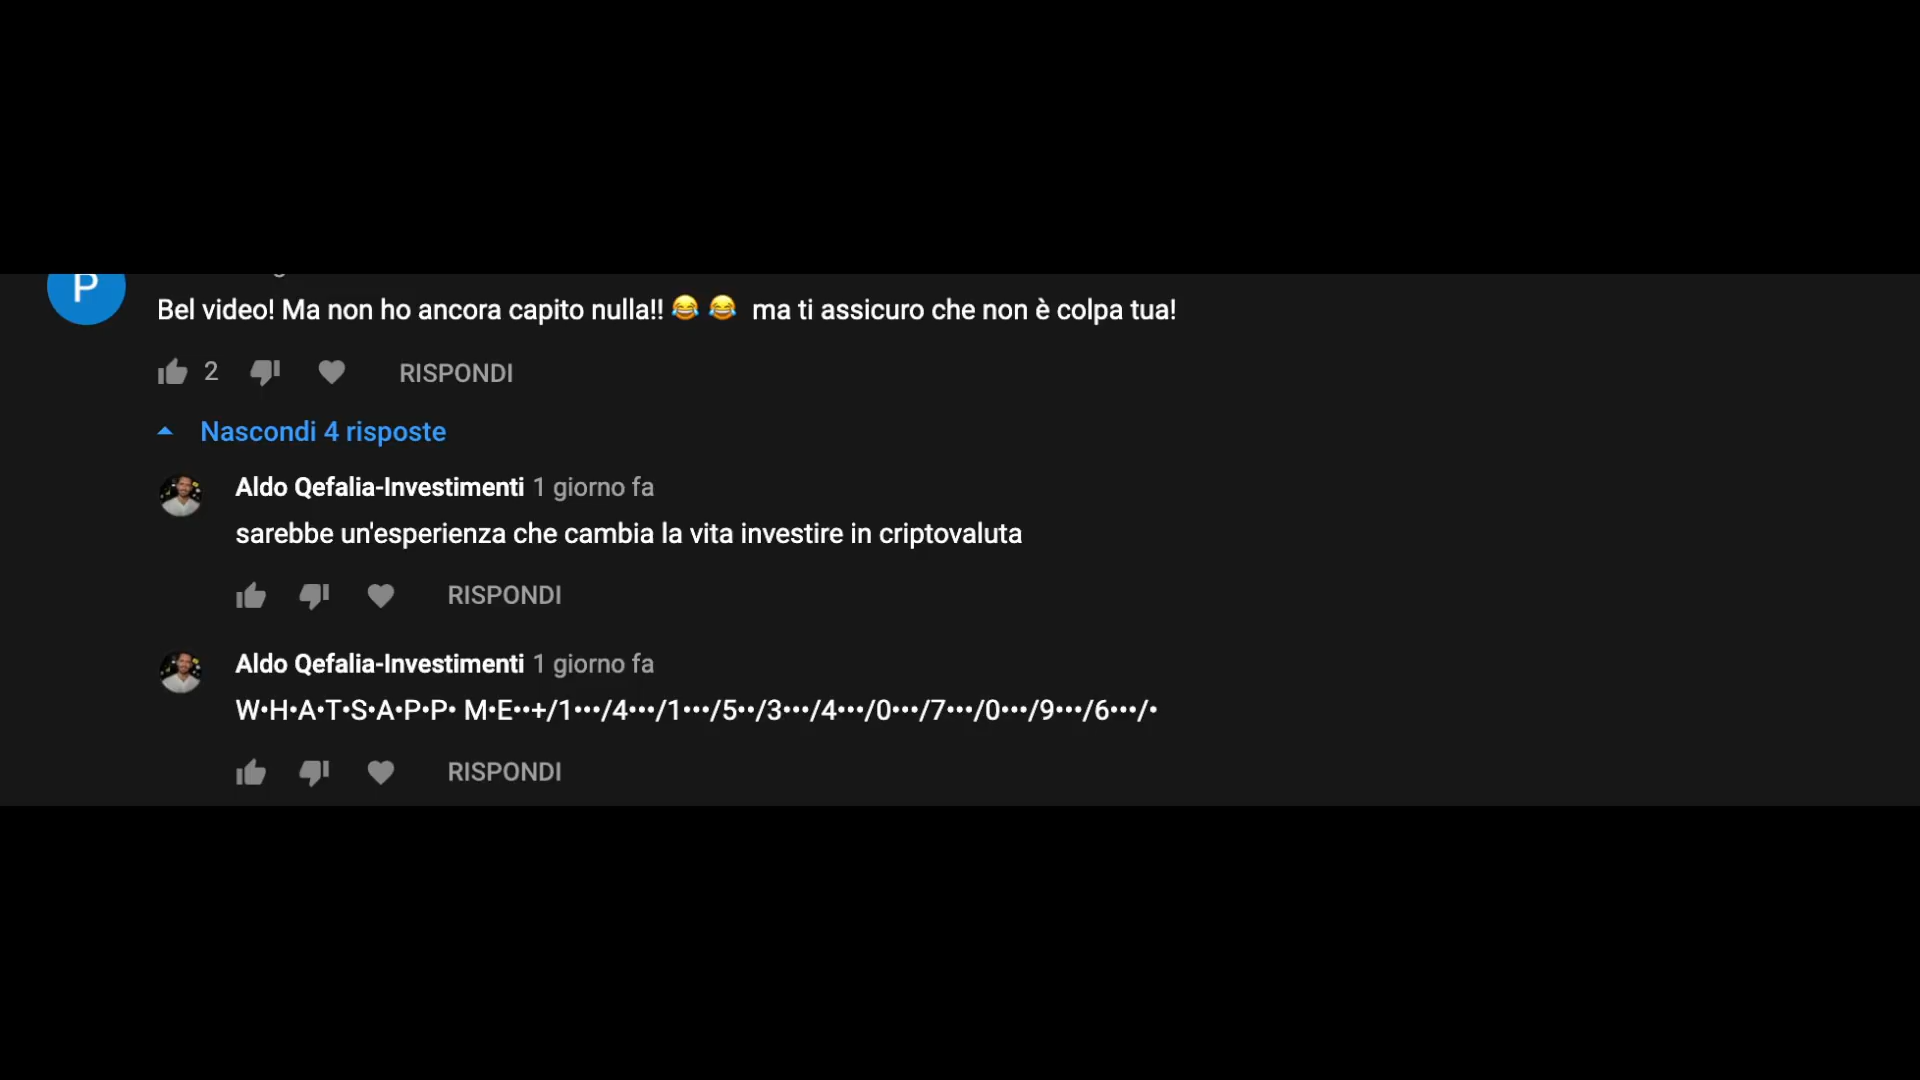 P
Bel video! Ma non ho ancora capito nulla!! 😂 😂 ma ti assicuro che non è colpa tua!
2 RISPONDI
Nascondi 4 risposte
Aldo Qefalia-Investimenti 1 giorno fa
sarebbe un'esperienza che cambia la vita investire in criptovaluta
RISPONDI
Aldo Qefalia-Investimenti 1 giorno fa
W•H•A•T•S•A•P•P• M•E••+/1•••/4•••/1•••/5••/3•••/4•••/0•••/7•••/0•••/9•••/6•••/•
RISPONDI